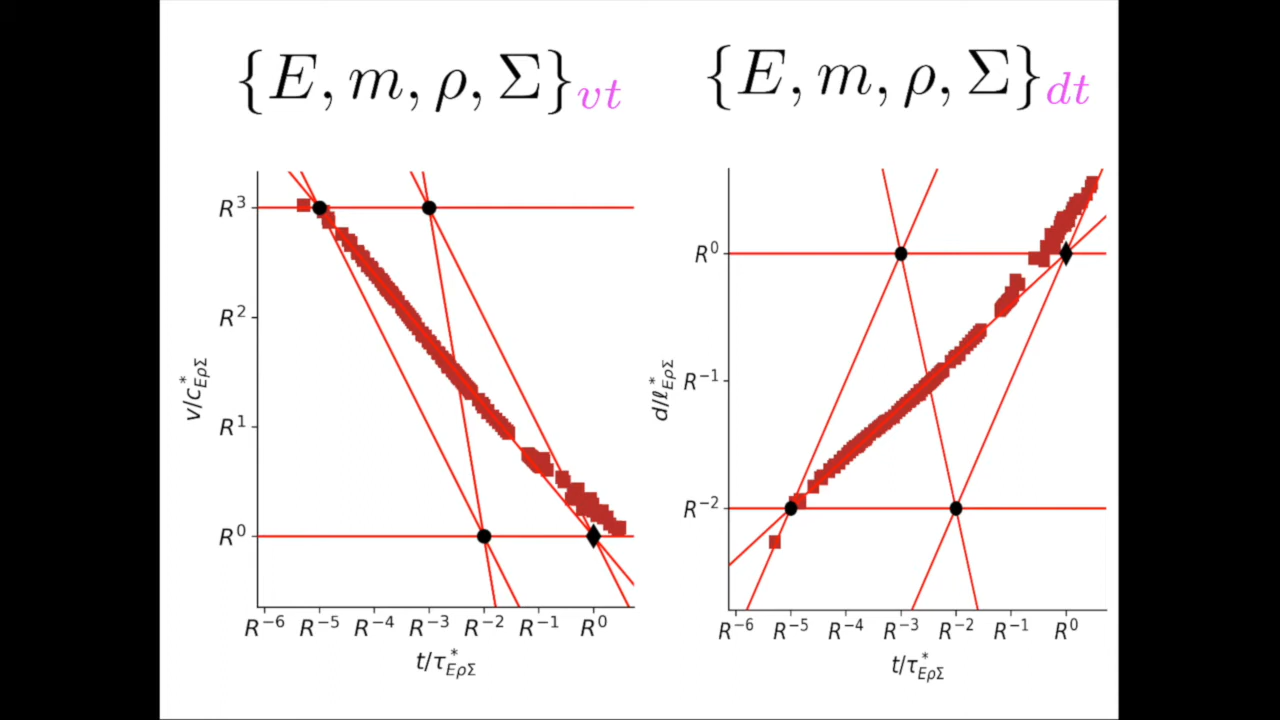 {E, m, ρ, Σ}vt
{E, m, ρ, Σ}dt
R³
R²
R¹
R⁰
v/c*EρΣ
R⁻⁶ R⁻⁵ R⁻⁴ R⁻³ R⁻² R⁻¹ R⁰
t/τ*EρΣ
R⁰
R⁻¹
R⁻²
d/ℓ*EρΣ
R⁻⁶ R⁻⁵ R⁻⁴ R⁻³ R⁻² R⁻¹ R⁰
t/τ*EρΣ